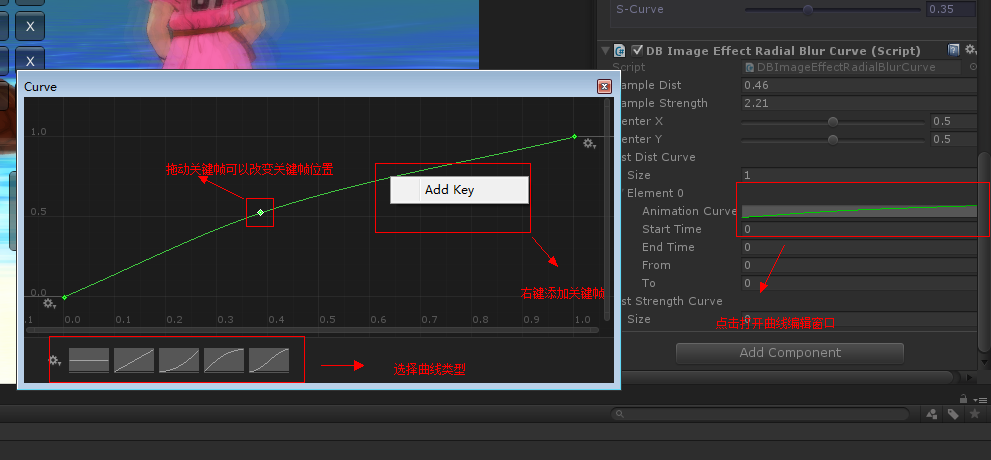 X
X
S-Curve 0.35
DB Image Effect Radial Blur Curve (Script)
Script DBImageEffectRadialBlurCurve
ample Dist 0.46
ample Strength 2.21
enter X 0.5
enter Y 0.5
st Dist Curve
Size 1
Element 0
Animation Curve
Start Time 0
End Time 0
From 0
To 0
st Strength Curve
Size 0
点击打开曲线编辑窗口
Add Component
Curve
1.0
0.5
0.0
拖动关键帧可以改变关键帧位置
Add Key
右键添加关键帧
.1 0.0 0.1 0.2 0.3 0.4 0.5 0.6 0.7 0.8 0.9 1.0
选择曲线类型